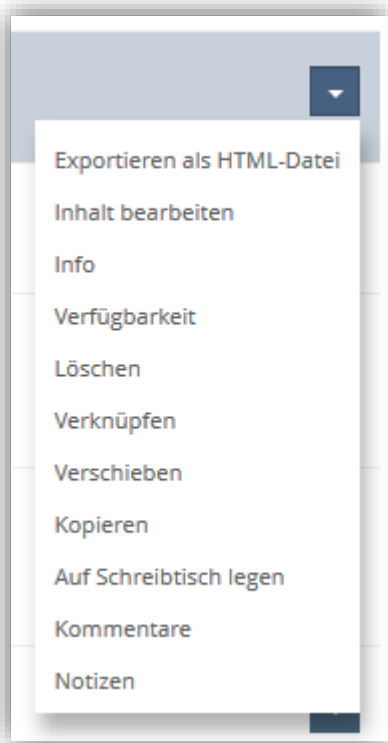 Exportieren als HTML-Datei
Inhalt bearbeiten
Info
Verfügbarkeit
Löschen
Verknüpfen
Verschieben
Kopieren
Auf Schreibtisch legen
Kommentare
Notizen